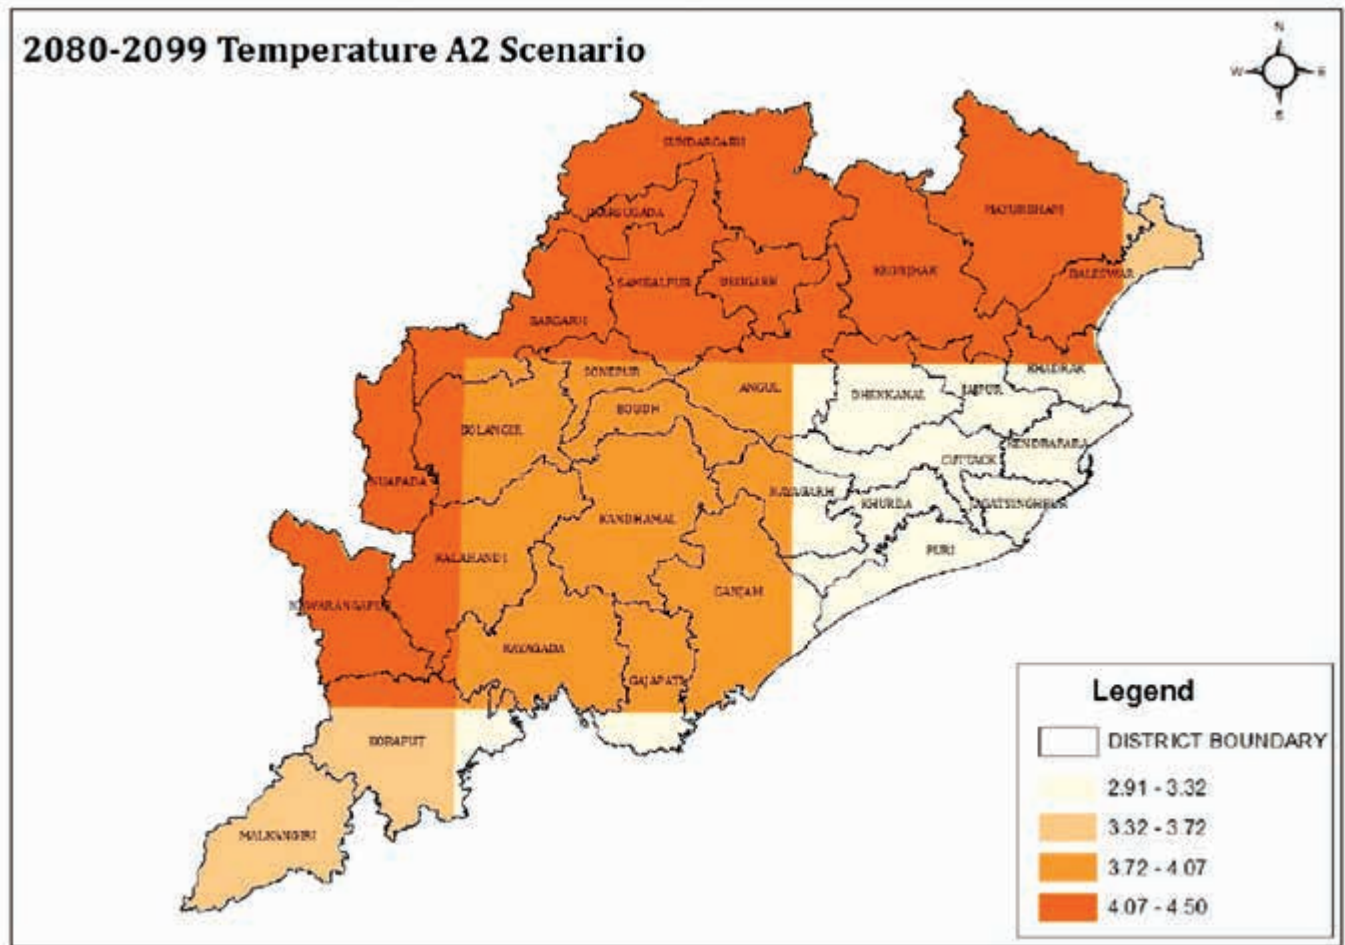 2080-2099 Temperature A2 Scenario
N
W
E
S
SUNDARGARH
MAYURBHANJ
SAMBALPUR
DEOGARH
BALESWAR
BARGARH
SONEPUR
ANGUL
DHENKANAL
JAJPUR
BHADRAK
BOUDH
BOLANGIR
CUTTACK
KENDRAPARA
NUAPADA
NAYAGARH
KHURDA
JAGATSINGHPUR
KANDHAMAL
PURI
KALAHANDI
GANJAM
NAWARANGAPUR
RAYAGADA
GAJAPATI
KORAPUT
MALKANGIRI
Legend
DISTRICT BOUNDARY
2.91 - 3.32
3.32 - 3.72
3.72 - 4.07
4.07 - 4.50